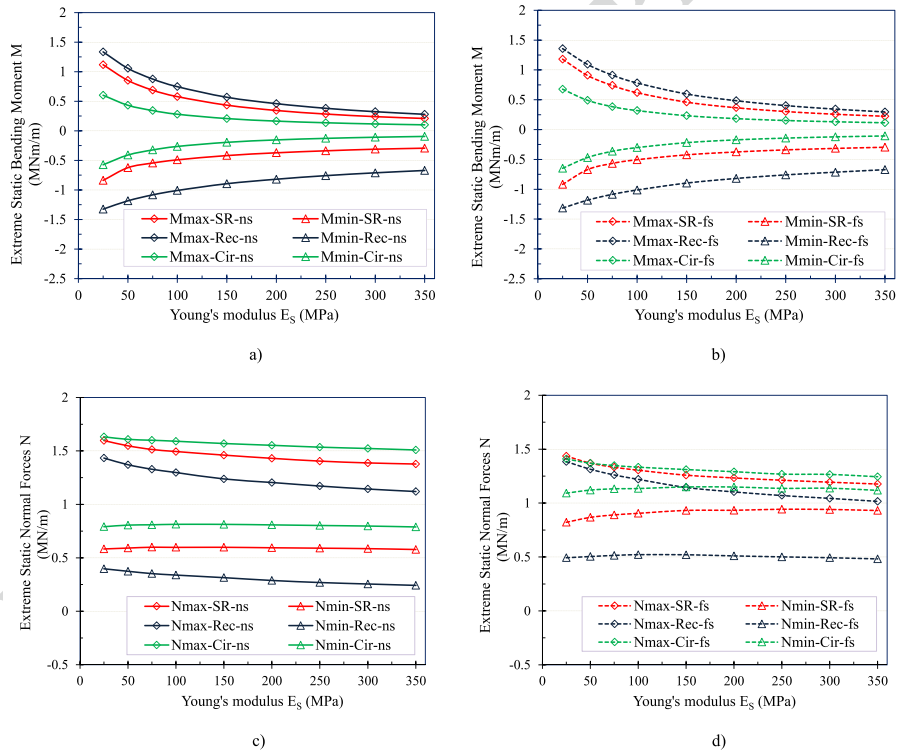 Extreme Static Bending Moment M
(MNm/m)
2
1.5
1
0.5
0
-0.5
-1
-1.5
-2
-2.5
Mmax-SR-ns
Mmin-SR-ns
Mmax-Rec-ns
Mmin-Rec-ns
Mmax-Cir-ns
Mmin-Cir-ns
0 50 100 150 200 250 300 350
Young's modulus ES (MPa)
a)
Extreme Static Bending Moment M
(MNm/m)
2
1.5
1
0.5
0
-0.5
-1
-1.5
-2
-2.5
Mmax-SR-fs
Mmin-SR-fs
Mmax-Rec-fs
Mmin-Rec-fs
Mmax-Cir-fs
Mmin-Cir-fs
0 50 100 150 200 250 300 350
Young's modulus ES (MPa)
b)
Extreme Static Normal Forces N
(MN/m)
2
1.5
1
0.5
0
-0.5
Nmax-SR-ns
Nmin-SR-ns
Nmax-Rec-ns
Nmin-Rec-ns
Nmax-Cir-ns
Nmin-Cir-ns
0 50 100 150 200 250 300 350
Young's modulus ES (MPa)
c)
Extreme Static Normal Forces N
(MN/m)
2
1.5
1
0.5
0
-0.5
Nmax-SR-fs
Nmin-SR-fs
Nmax-Rec-fs
Nmin-Rec-fs
Nmax-Cir-fs
Nmin-Cir-fs
0 50 100 150 200 250 300 350
Young's modulus ES (MPa)
d)